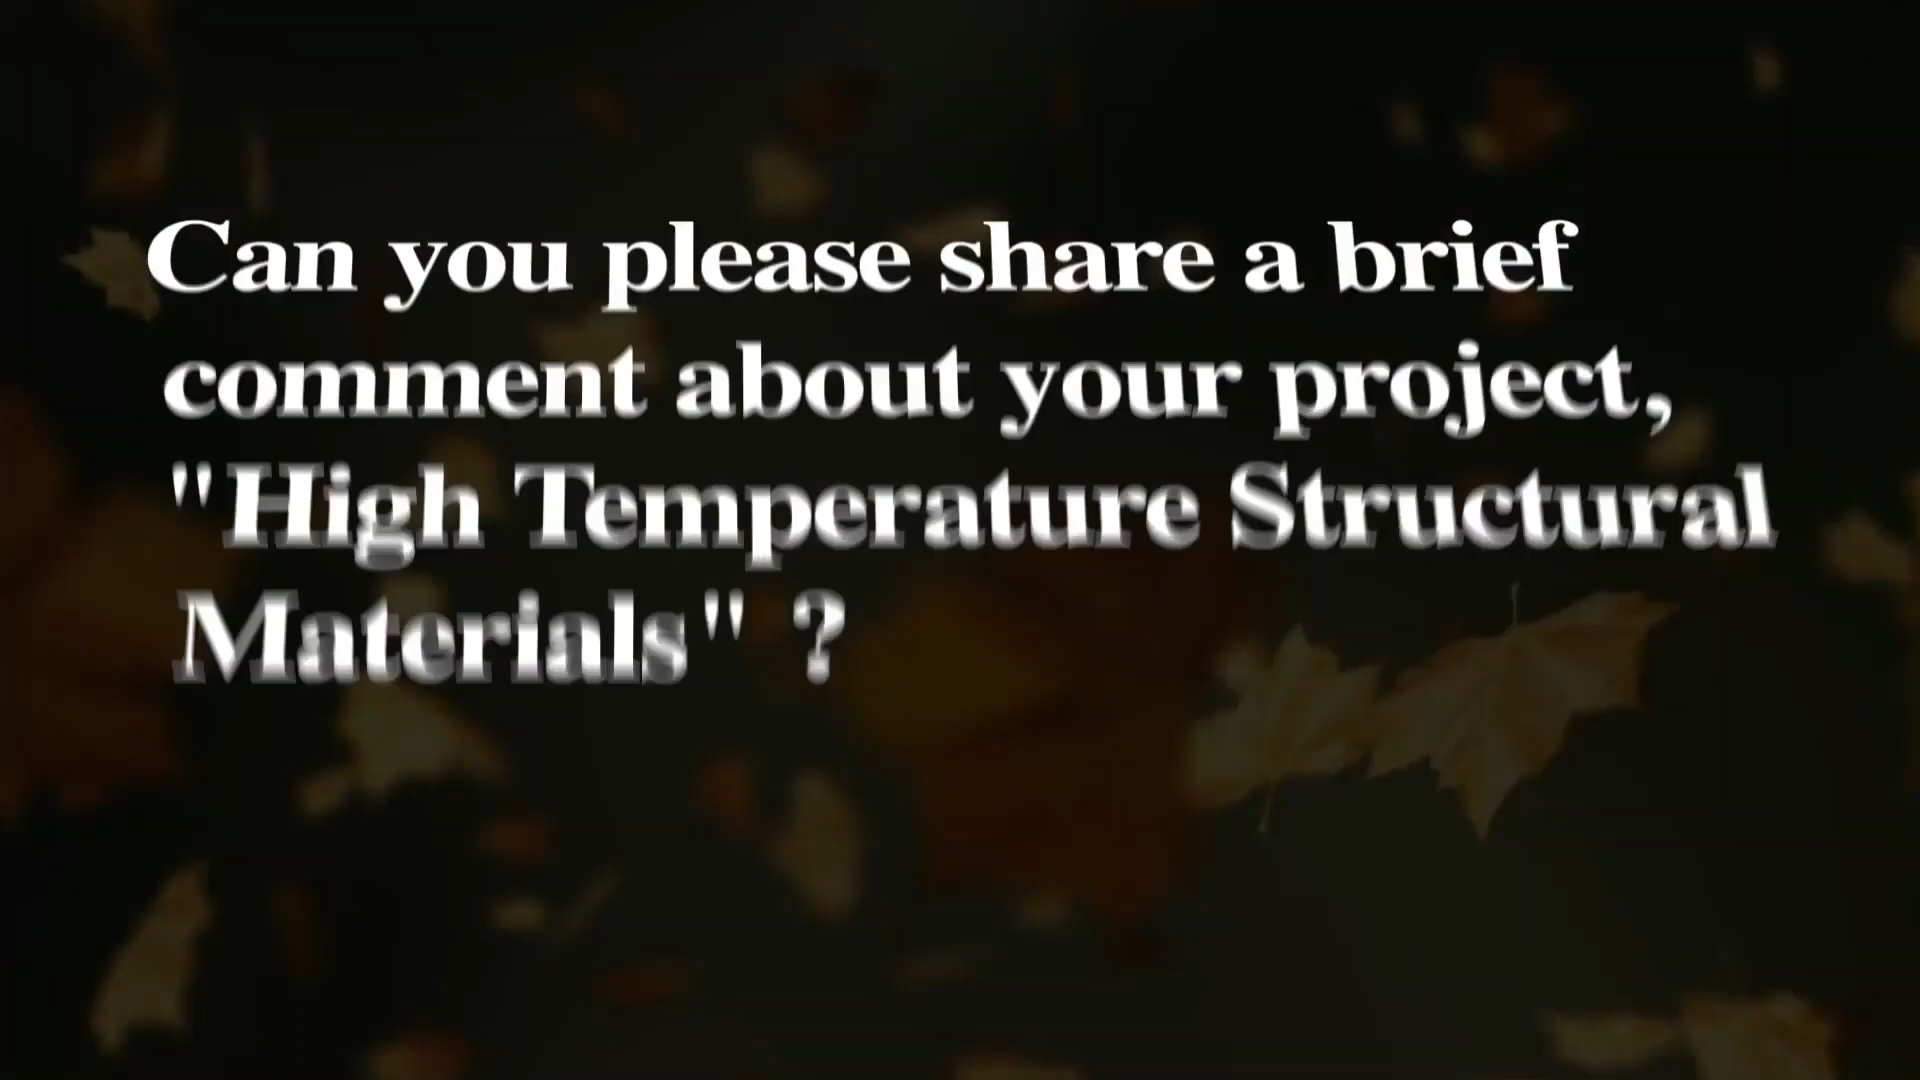 Can you please share a brief
comment about your project,
"High Temperature Structural
Materials" ?